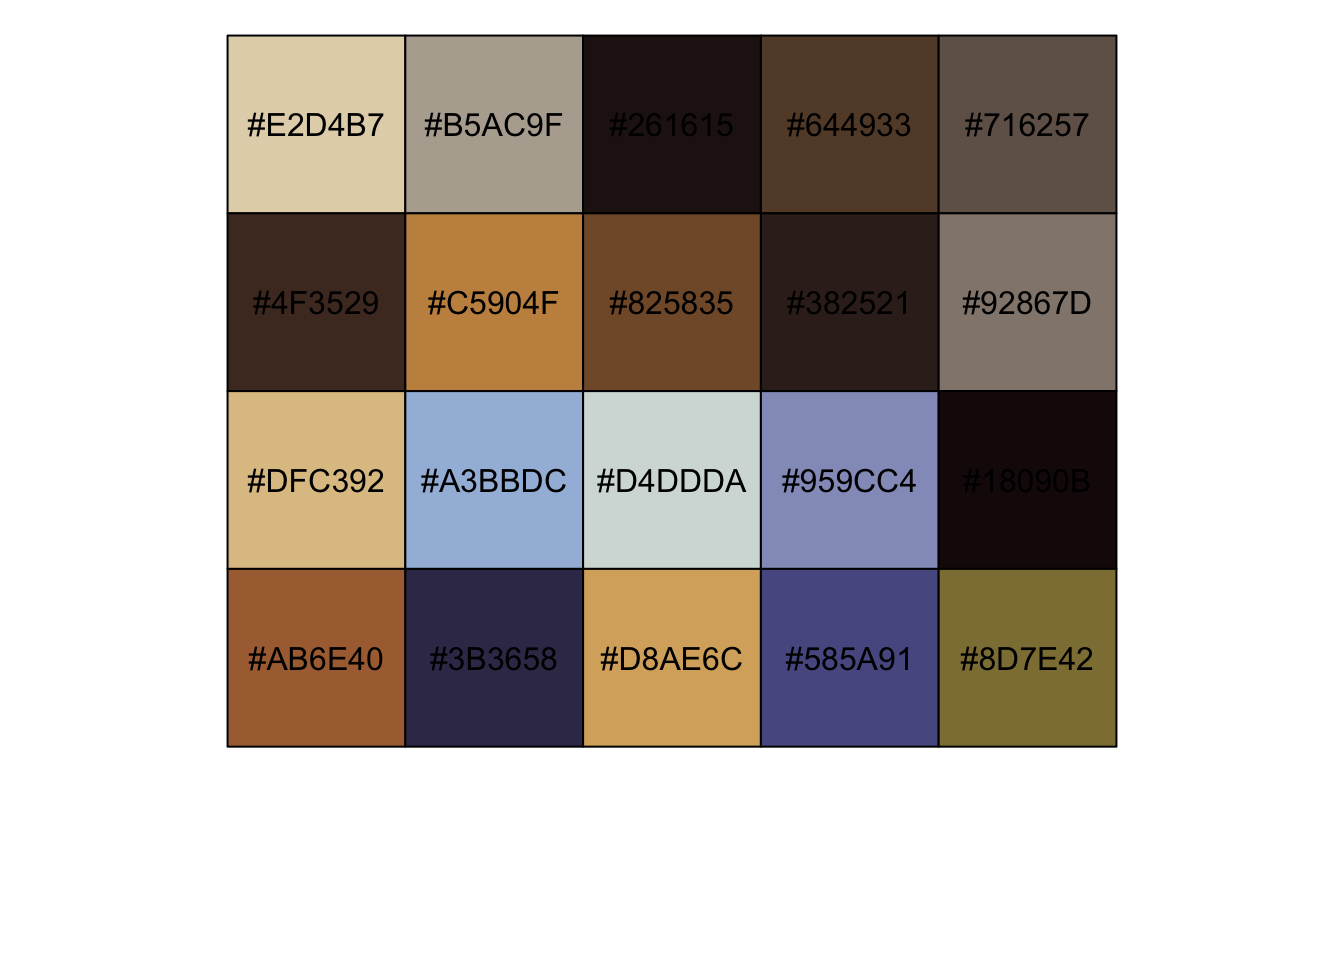 #E2D4B7 #B5AC9F #261615 #644933 #716257
#4F3529 #C5904F #825835 #382521 #92867D
#DFC392 #A3BBDC #D4DDDA #959CC4 #18090B
#AB6E40 #3B3658 #D8AE6C #585A91 #8D7E42